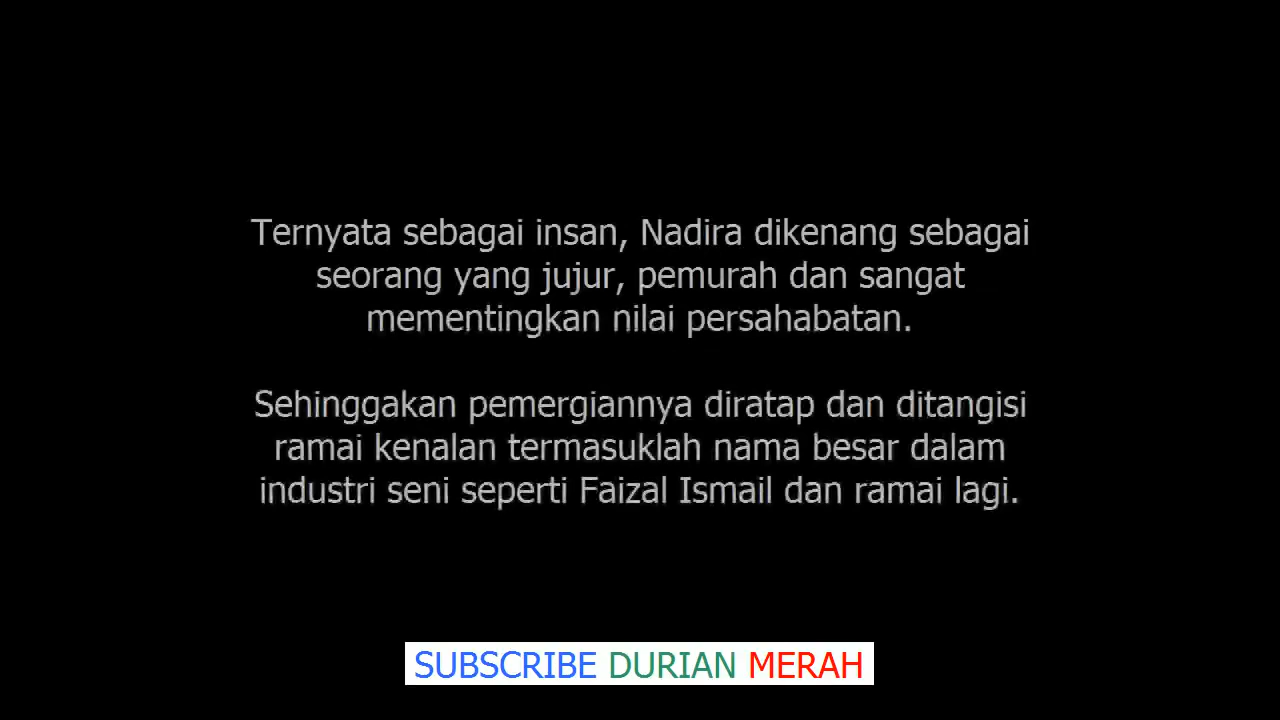 Ternyata sebagai insan, Nadira dikenang sebagai
seorang yang jujur, pemurah dan sangat
mementingkan nilai persahabatan.
Sehinggakan pemergiannya diratap dan ditangisi
ramai kenalan termasuklah nama besar dalam
industri seni seperti Faizal Ismail dan ramai lagi.
SUBSCRIBE DURIAN MERAH